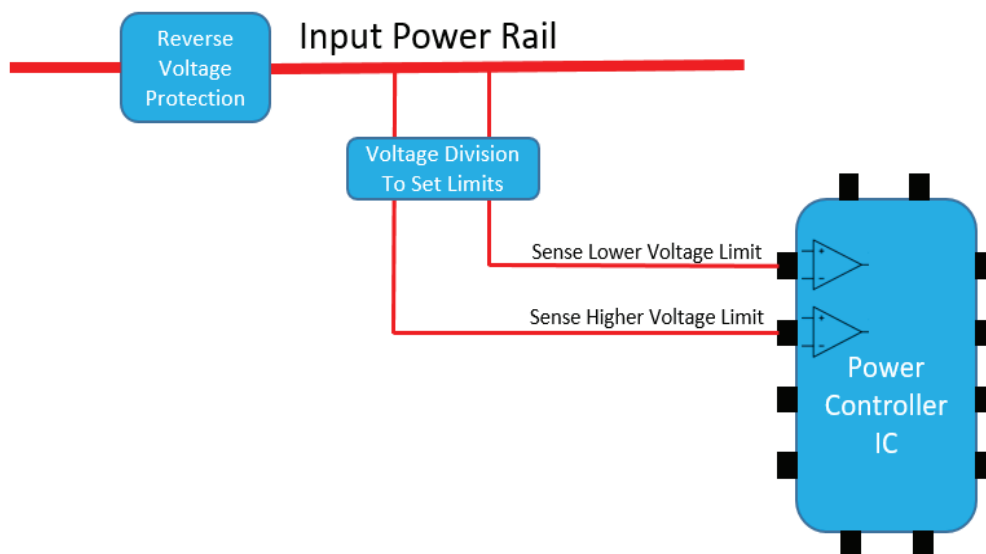 Reverse
Voltage
Protection
Input Power Rail
Voltage Division
To Set Limits
Sense Lower Voltage Limit
Sense Higher Voltage Limit
Power
Controller
IC